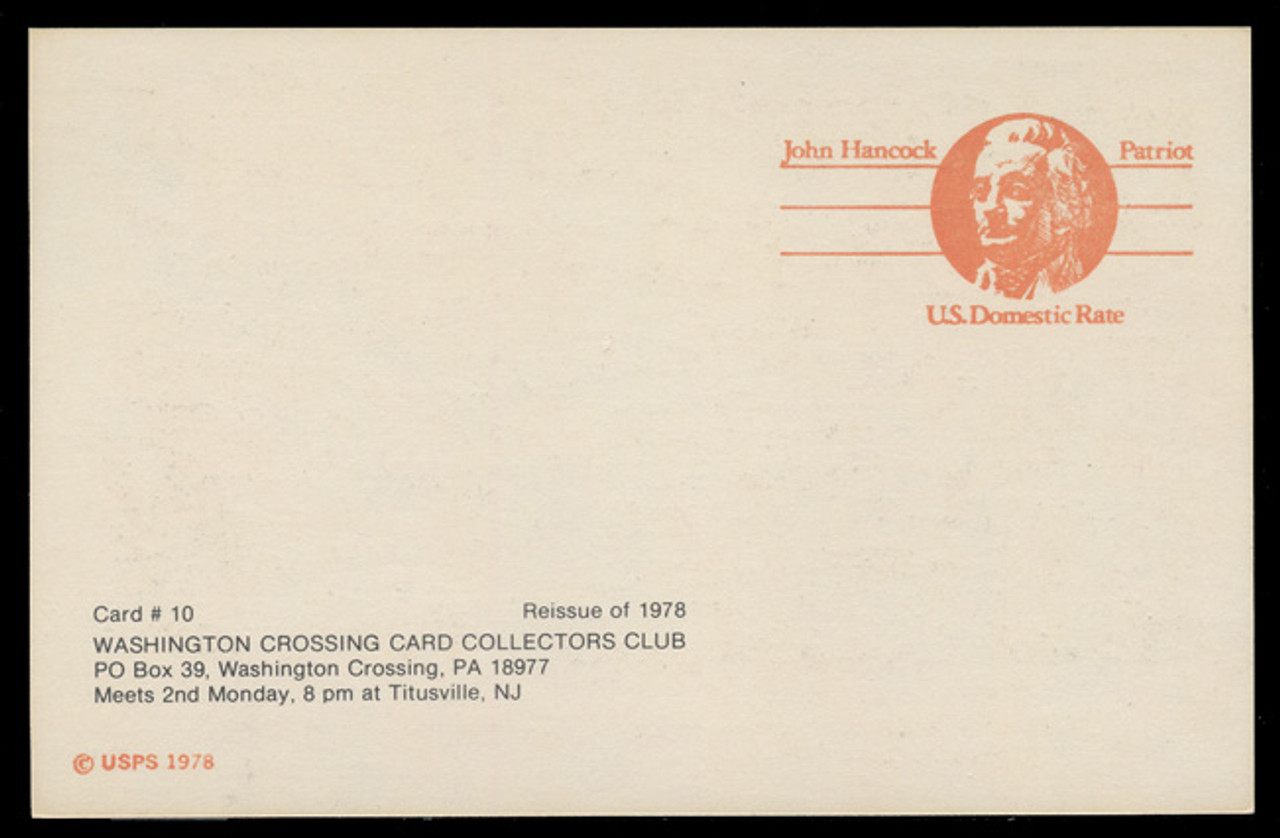 John Hancock Patriot
U.S. Domestic Rate
Card # 10 Reissue of 1978
WASHINGTON CROSSING CARD COLLECTORS CLUB
PO Box 39, Washington Crossing, PA 18977
Meets 2nd Monday, 8 pm at Titusville, NJ
© USPS 1978